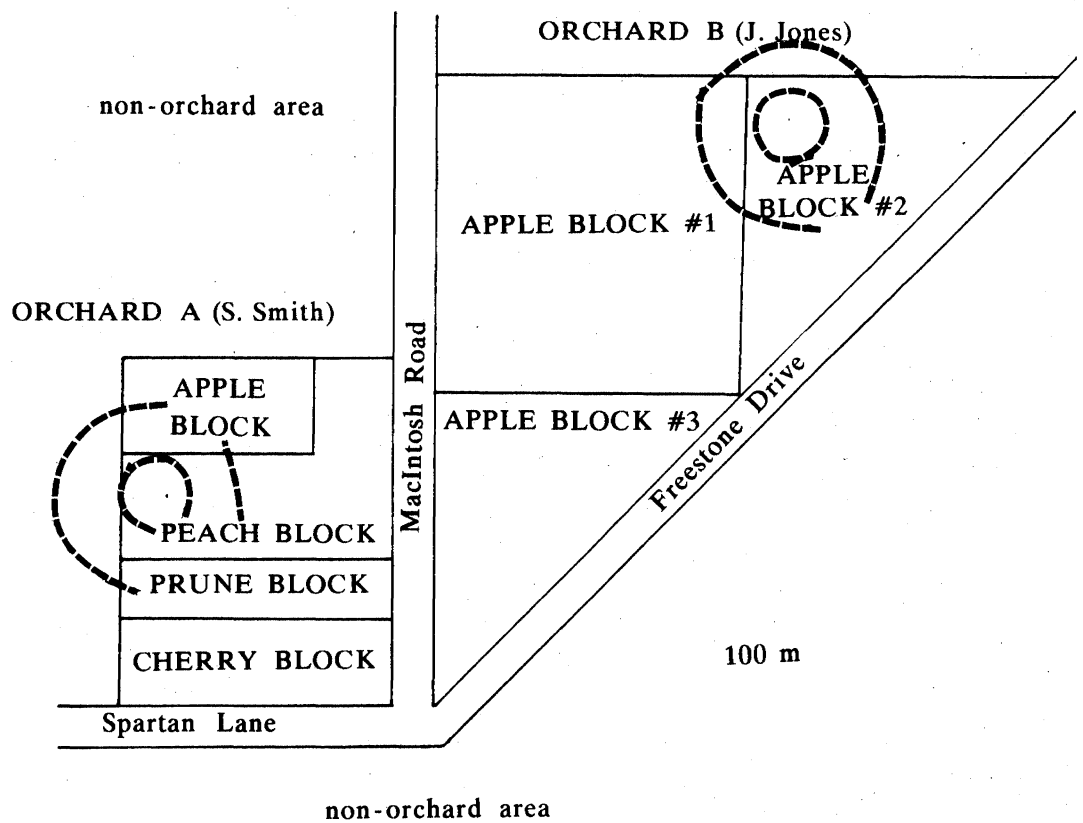 ORCHARD B (J. Jones)
non-orchard area
APPLE
BLOCK #2
APPLE BLOCK #1
ORCHARD A (S. Smith)
MacIntosh Road
Freestone Drive
APPLE
BLOCK
APPLE BLOCK #3
PEACH BLOCK
PRUNE BLOCK
CHERRY BLOCK
100 m
Spartan Lane
non-orchard area